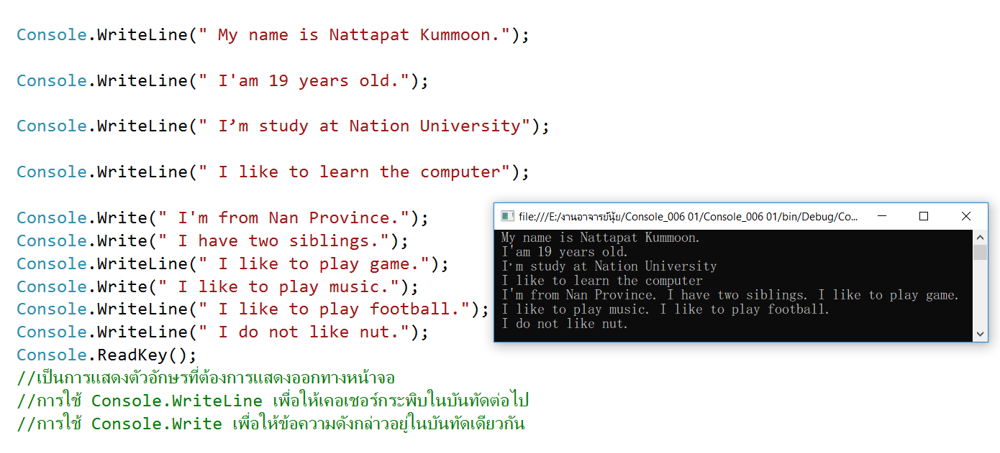 Console.WriteLine(" My name is Nattapat Kummoon.");
Console.WriteLine(" I'am 19 years old.");
Console.WriteLine(" I’m study at Nation University");
Console.WriteLine(" I like to learn the computer");
Console.Write(" I'm from Nan Province.");
Console.Write(" I have two siblings.");
Console.WriteLine(" I like to play game.");
Console.Write(" I like to play music.");
Console.WriteLine(" I like to play football.");
Console.WriteLine(" I do not like nut.");
Console.ReadKey();
//เป็นการแสดงตัวอักษรที่ต้องการแสดงออกทางหน้าจอ
//การใช้ Console.WriteLine เพื่อให้เคอเชอร์กระพิบในบันทัดต่อไป
//การใช้ Console.Write เพื่อให้ข้อความดังกล่าวอยู่ในบันทัดเดียวกัน
file:///E:/งานอาจารย์นุ้ย/Console_006 01/Console_006 01/bin/Debug/Co...
My name is Nattapat Kummoon.
I'am 19 years old.
I’m study at Nation University
I like to learn the computer
I'm from Nan Province. I have two siblings. I like to play game.
I like to play music. I like to play football.
I do not like nut.